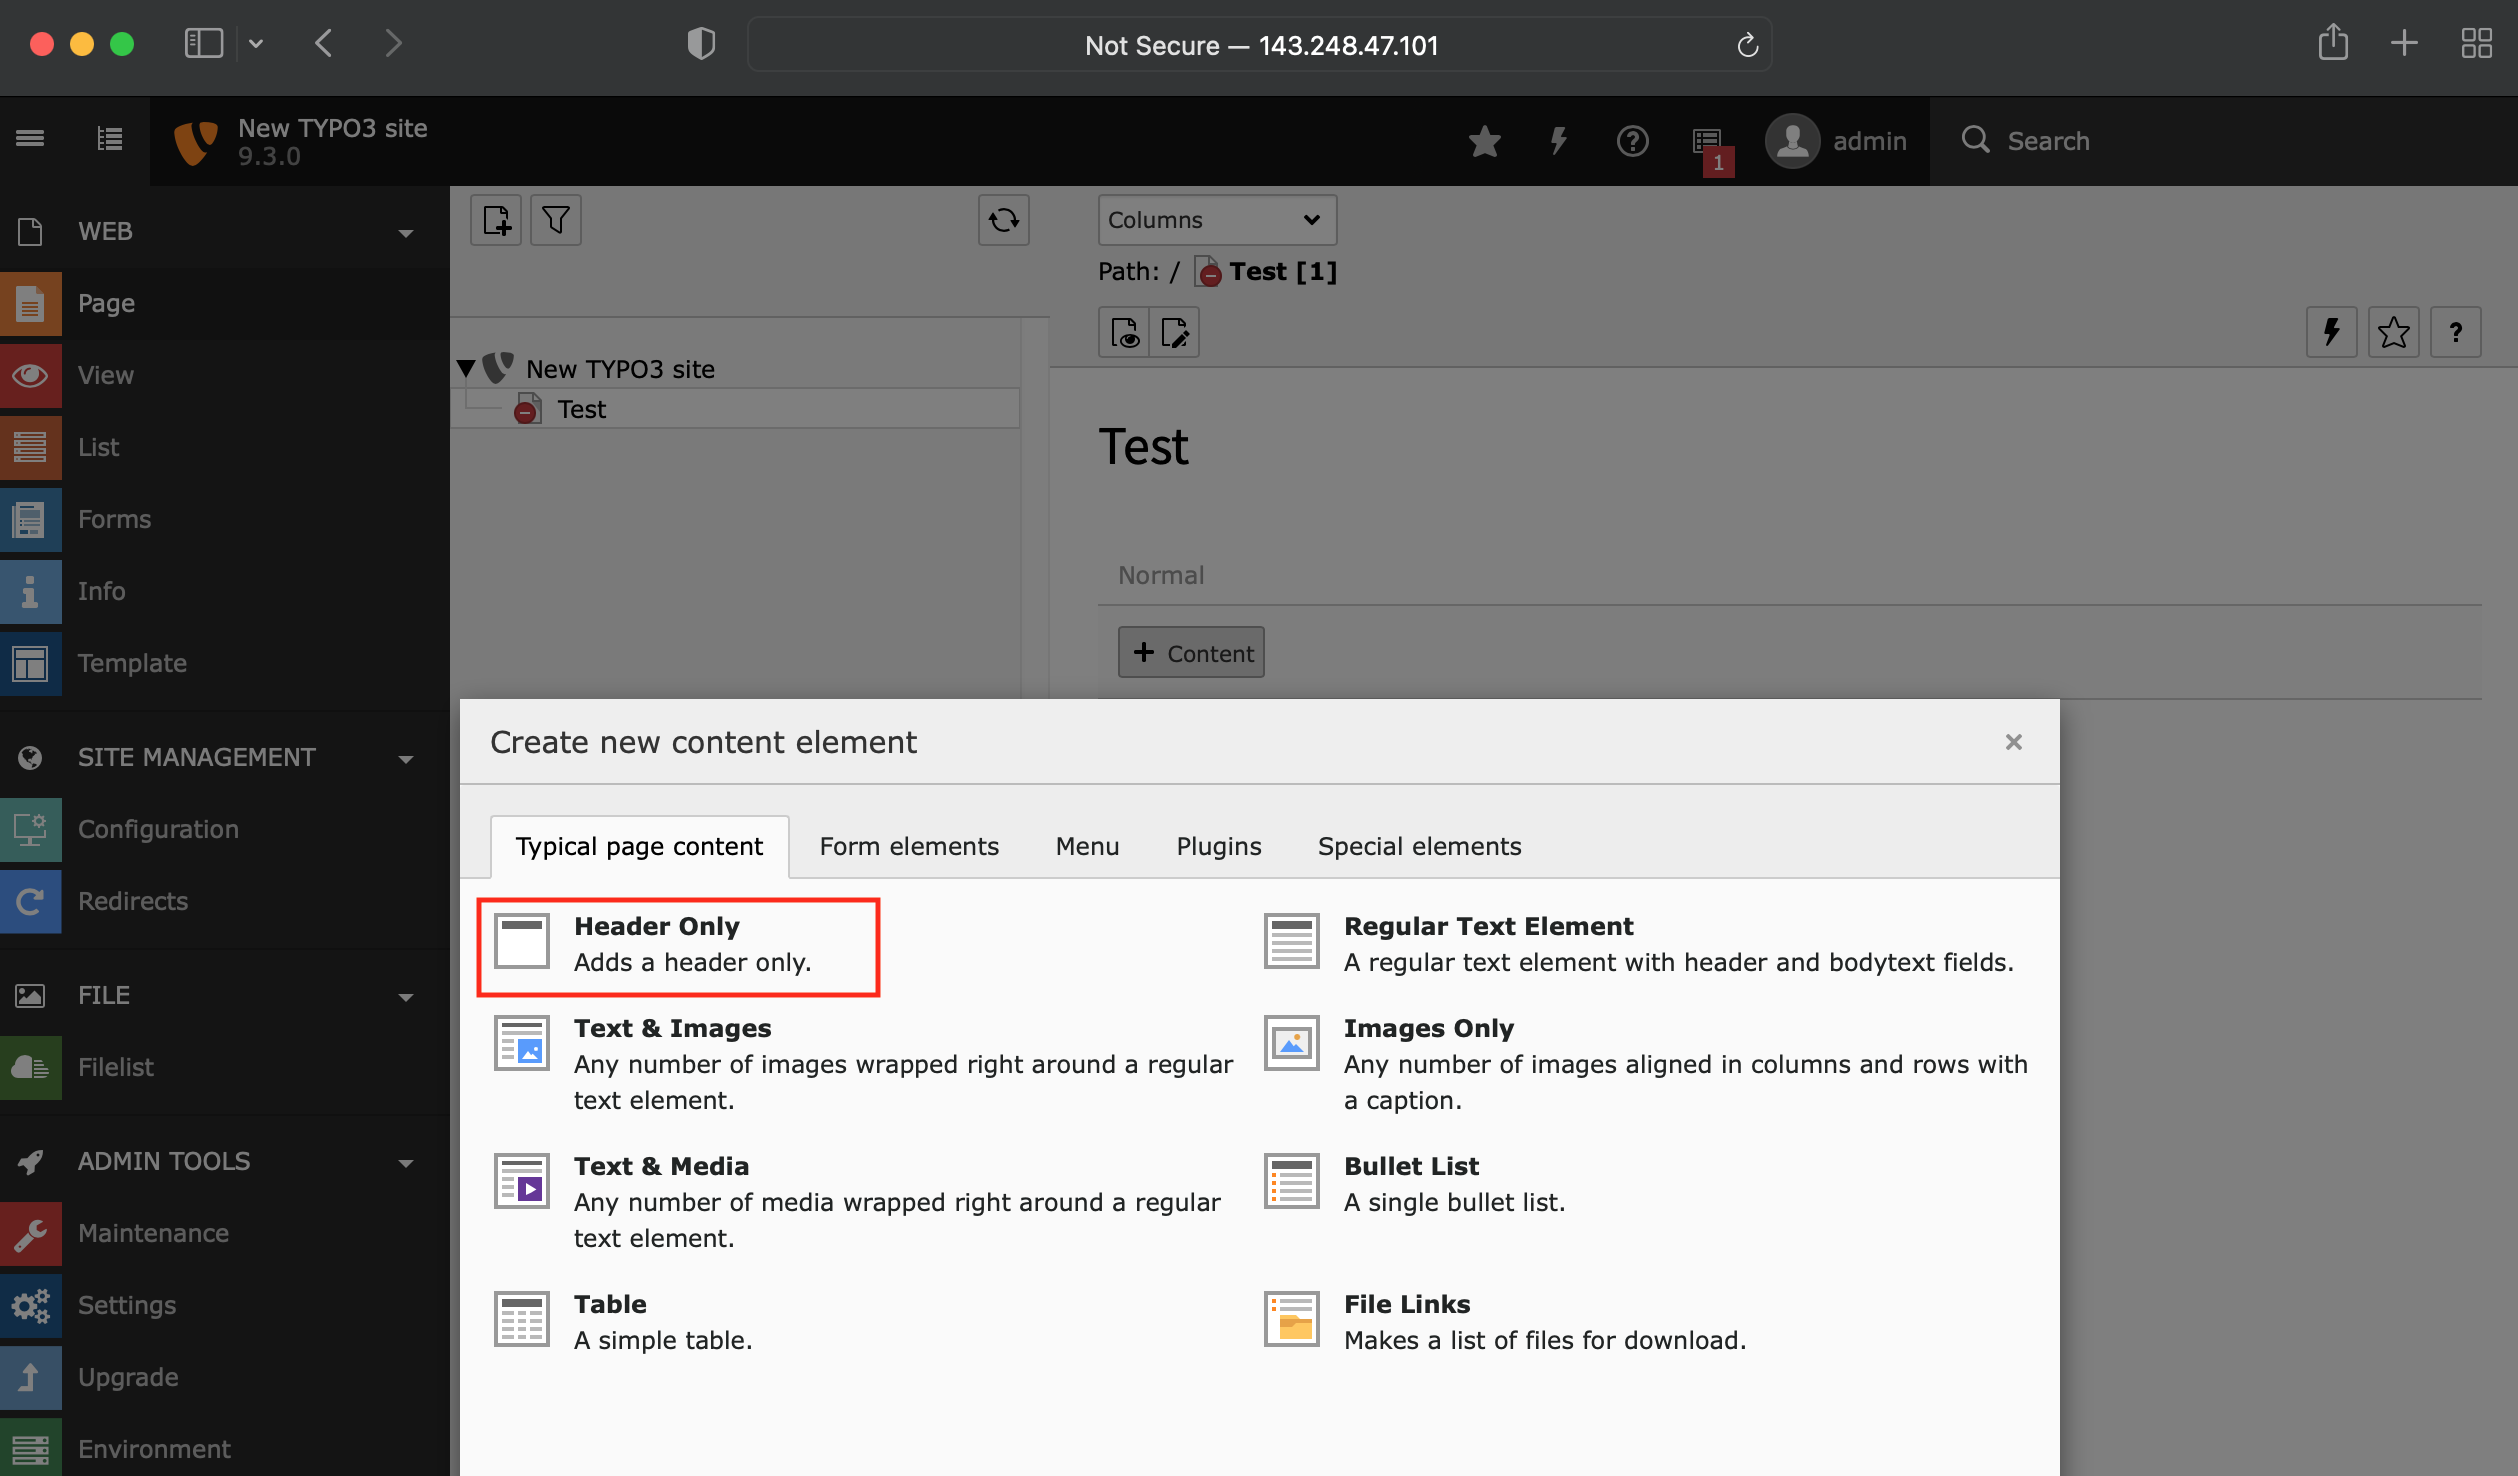 Not Secure — 143.248.47.101
New TYPO3 site
9.3.0
1
admin
Search
WEB
Page
View
List
Forms
Info
Template
SITE MANAGEMENT
Configuration
Redirects
FILE
Filelist
ADMIN TOOLS
Maintenance
Settings
Upgrade
Environment
New TYPO3 site
Test
Columns
Path: / Test [1]
?
Test
Normal
+ Content
Create new content element
×
Typical page content Form elements Menu Plugins Special elements
Header Only
Adds a header only.
Regular Text Element
A regular text element with header and bodytext fields.
Text & Images
Any number of images wrapped right around a regular
text element.
Images Only
Any number of images aligned in columns and rows with
a caption.
Text & Media
Any number of media wrapped right around a regular
text element.
Bullet List
A single bullet list.
Table
A simple table.
File Links
Makes a list of files for download.